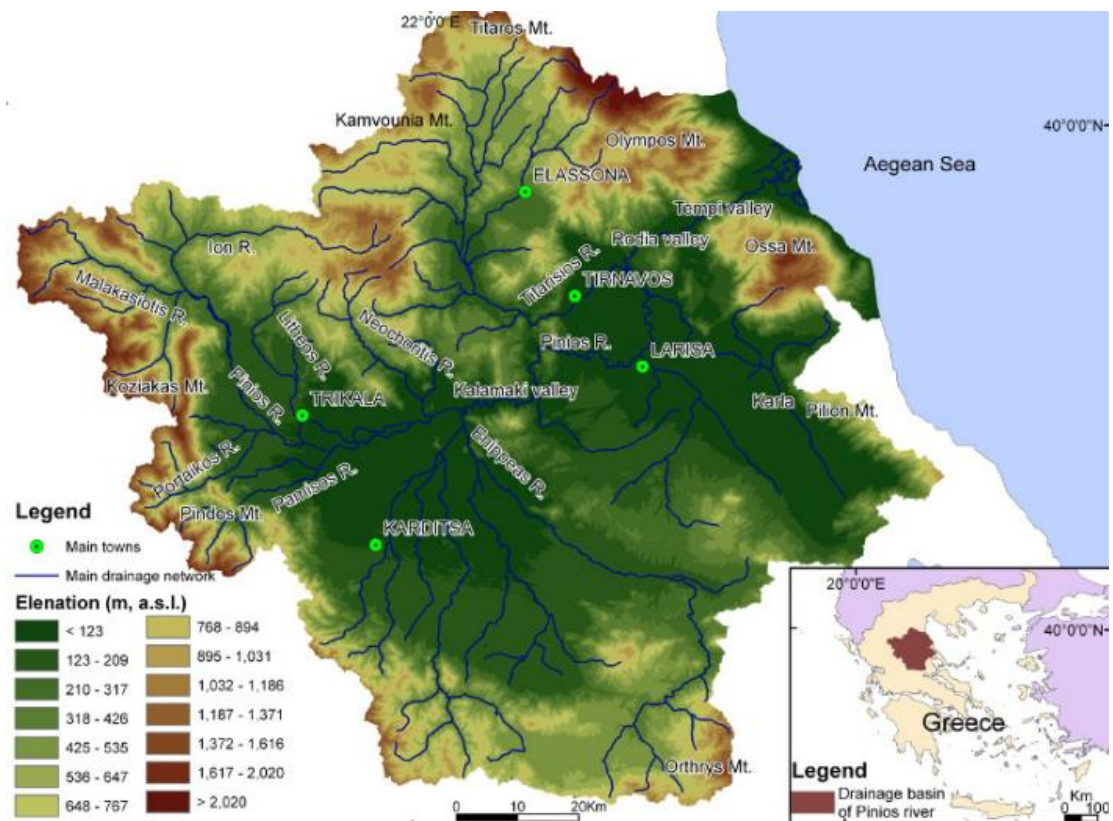 22°0'0 E
Titaros Mt.
Kamvounia Mt.
Olympos Mt.
40°0'0"N
Aegean Sea
ELASSONA
Tempi valley
Rodia valley
Ossa Mt.
Ion R.
Titarisios R.
TIRNAVOS
Malakasiotis R.
Litheos R.
Neochoritis R.
Pinios R.
LARISA
Koziakas Mt.
Pinios R.
TRIKALA
Kalamaki valley
Karla
Pilion Mt.
Enippeas R.
Portaikos R.
Pamisos R.
Pindos Mt.
KARDITSA
Orthrys Mt.
Legend
Main towns
Main drainage network
Elenation (m, a.s.l.)
< 123
123 - 209
210 - 317
318 - 426
425 - 535
536 - 647
648 - 767
768 - 894
895 - 1,031
1,032 - 1,186
1,187 - 1,371
1,372 - 1,616
1,617 - 2,020
> 2,020
0 10 20Km
20°0'0"E
40°0'0"N
Greece
Legend
Drainage basin
of Pinios river
Km
0 100